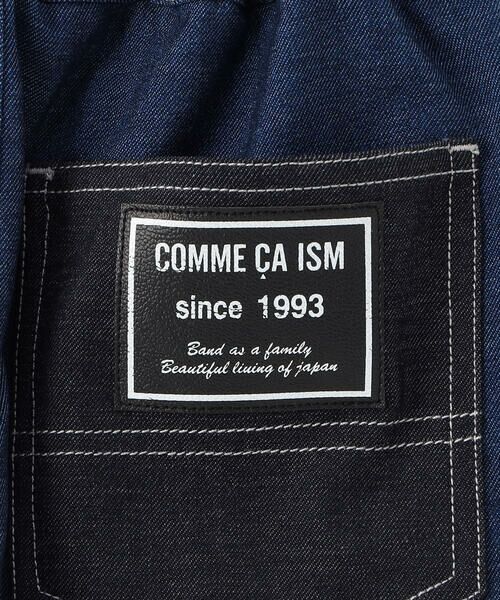 COMME ÇA ISM
since 1993
Band as a family
Beautiful living of japan